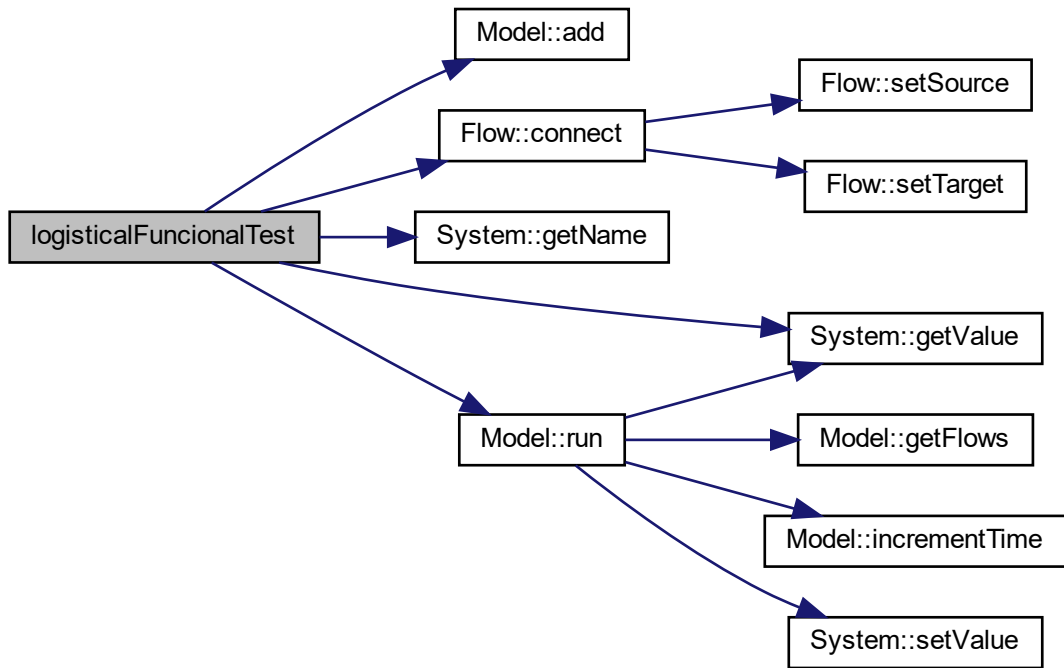 Model::add
Flow::setSource
Flow::connect
Flow::setTarget
logisticalFuncionalTest
System::getName
System::getValue
Model::run
Model::getFlows
Model::incrementTime
System::setValue